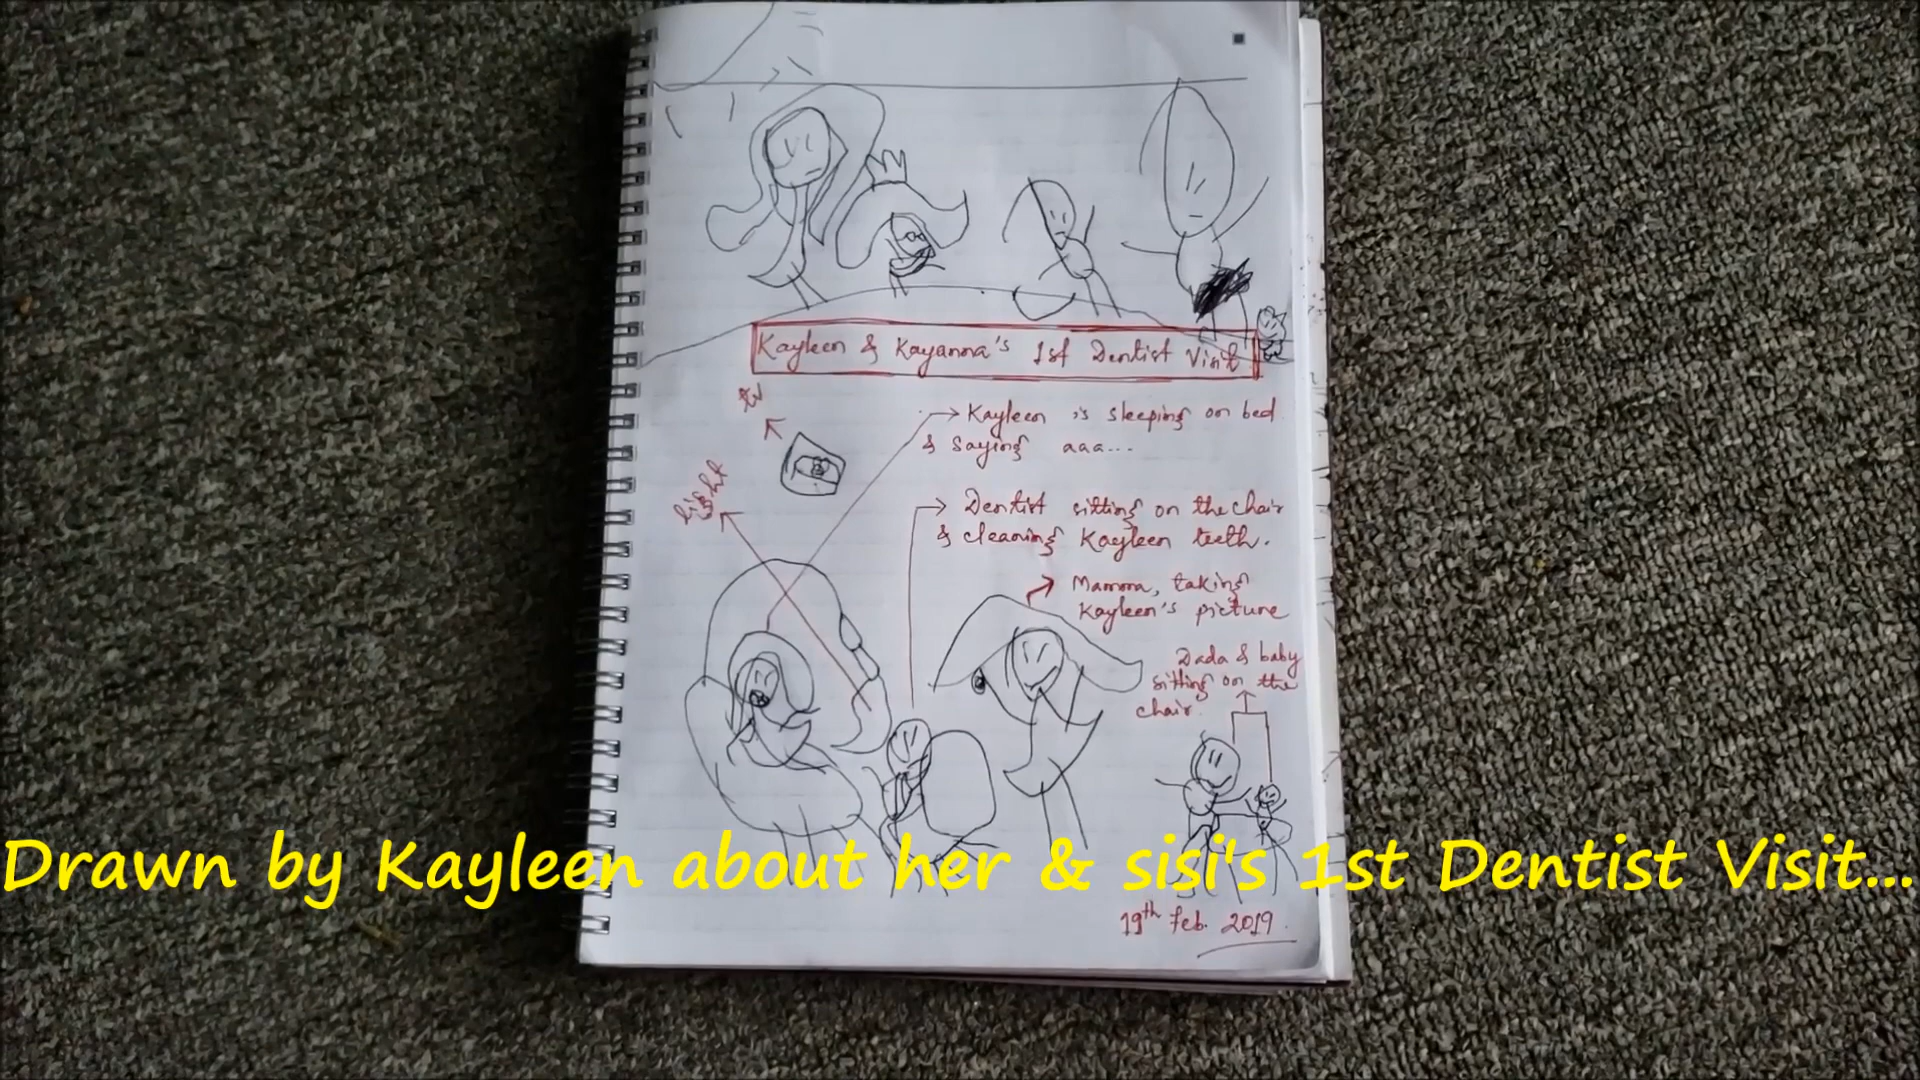 Kayleen & Kayanna's 1st Dentist Visit
tv
Kayleen is sleeping on bed
& saying aaa...
light
Dentist sitting on the chair
& cleaning Kayleen teeth.
Mamma, taking
Kayleen's picture
Dada & baby
sitting on the
chair.
Drawn by Kayleen about her & sisi's 1st Dentist Visit...
19th feb. 2019